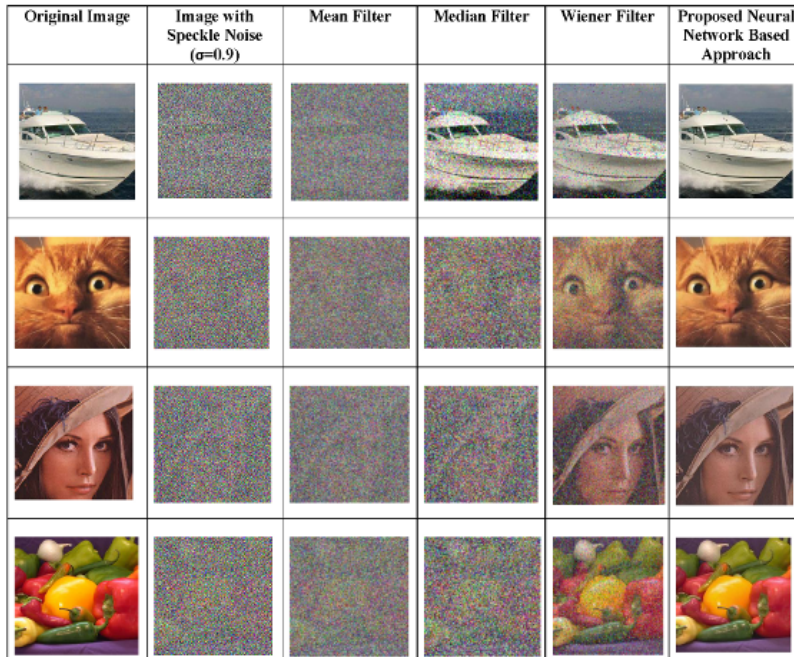 Original Image
Image with
Speckle Noise
(σ=0.9)
Mean Filter
Median Filter
Wiener Filter
Proposed Neural
Network Based
Approach